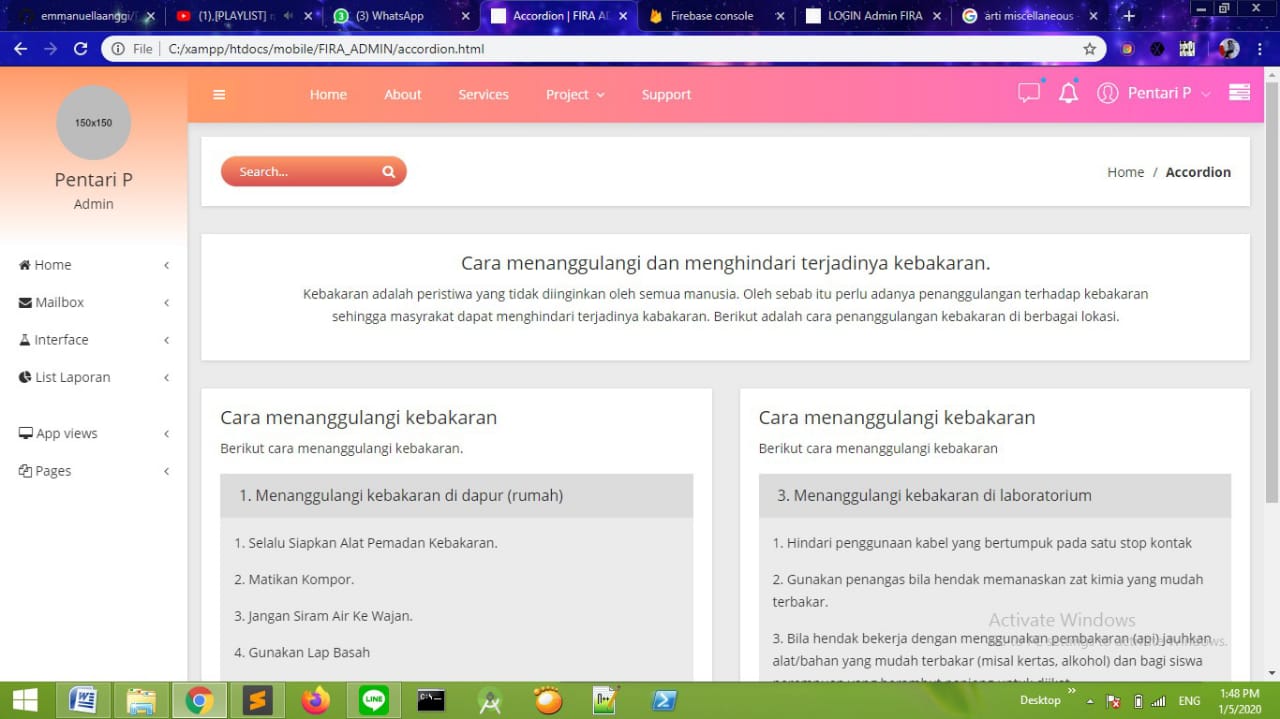 emmanuellaanggi/
(1).[PLAYLIST]
(3) WhatsApp
Accordion | FIRA AD
Firebase console
LOGIN Admin FIRA
arti miscellaneous
File
C:/xampp/htdocs/mobile/FIRA_ADMIN/accordion.html
150x150
Pentari P
Admin
Home
Mailbox
Interface
List Laporan
App views
Pages
Home
About
Services
Project
Support
Pentari P
Search...
Home / Accordion
Cara menanggulangi dan menghindari terjadinya kebakaran.
Kebakaran adalah peristiwa yang tidak diinginkan oleh semua manusia. Oleh sebab itu perlu adanya penanggulangan terhadap kebakaran
sehingga masyrakat dapat menghindari terjadinya kabakaran. Berikut adalah cara penanggulangan kebakaran di berbagai lokasi.
Cara menanggulangi kebakaran
Berikut cara menanggulangi kebakaran.
1. Menanggulangi kebakaran di dapur (rumah)
1. Selalu Siapkan Alat Pemadan Kebakaran.
2. Matikan Kompor.
3. Jangan Siram Air Ke Wajan.
4. Gunakan Lap Basah
Cara menanggulangi kebakaran
Berikut cara menanggulangi kebakaran
3. Menanggulangi kebakaran di laboratorium
1. Hindari penggunaan kabel yang bertumpuk pada satu stop kontak
2. Gunakan penangas bila hendak memanaskan zat kimia yang mudah
terbakar.
3. Bila hendak bekerja dengan menggunakan pembakaran (api) jauhkan
alat/bahan yang mudah terbakar (misal kertas, alkohol) dan bagi siswa
Activate Windows
Desktop
ENG
1:48 PM
1/5/2020